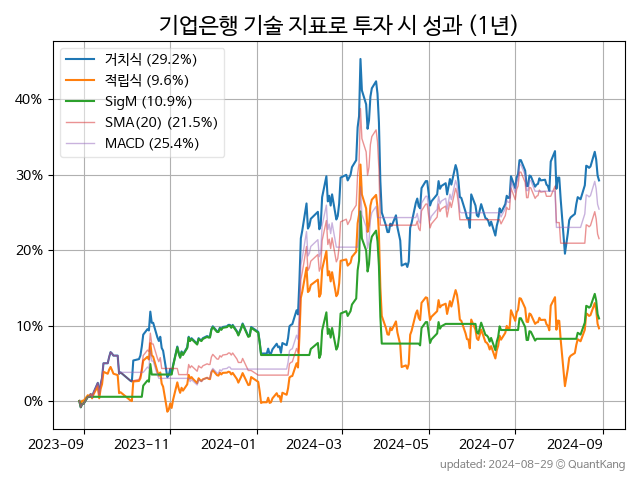 기업은행 기술 지표로 투자 시 성과 (1년)
거치식 (29.2%)
적립식 (9.6%)
SigM (10.9%)
SMA(20) (21.5%)
MACD (25.4%)
40%
30%
20%
10%
0%
2023-09 2023-11 2024-01 2024-03 2024-05 2024-07 2024-09
updated: 2024-08-29 © QuantKang